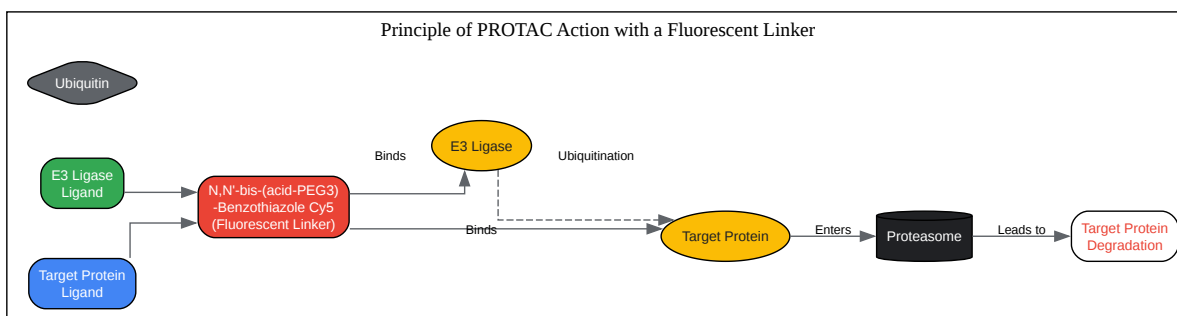 Principle of PROTAC Action with a Fluorescent Linker
Ubiquitin
E3 Ligase
Ligand
Target Protein
Ligand
N,N'-bis-(acid-PEG3)
-Benzothiazole Cy5
(Fluorescent Linker)
Binds
E3 Ligase
Ubiquitination
Binds
Target Protein
Enters
Proteasome
Leads to
Target Protein
Degradation